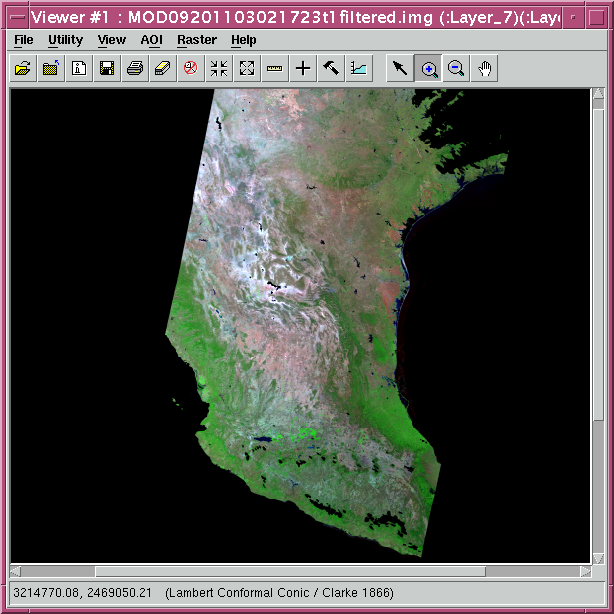 Viewer #1 : MOD09201103021723t1filtered.img (:Layer_7)(:Lay
File Utility View AOI Raster Help
3214770.08, 2469050.21 (Lambert Conformal Conic / Clarke 1866)